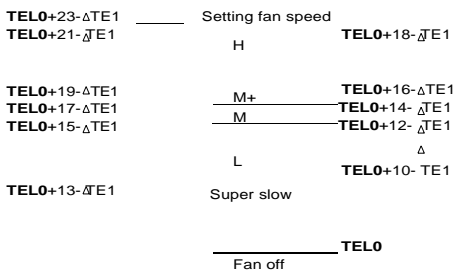 TEL0+23-ΔTE1 Setting fan speed
TEL0+21-ΔTE1 H TEL0+18-ΔTE1
TEL0+19-ΔTE1 M+ TEL0+16-ΔTE1
TEL0+17-ΔTE1 M TEL0+14- ΔTE1
TEL0+15-ΔTE1 TEL0+12- ΔTE1
Δ
L TEL0+10- TE1
TEL0+13-ΔTE1 Super slow
TEL0
Fan off